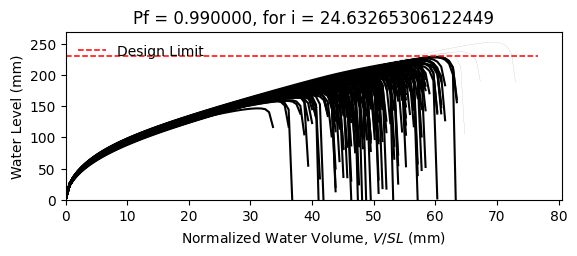 Pf = 0.990000, for i = 24.63265306122449
Design Limit
Water Level (mm)
250
200
150
100
50
0
0 10 20 30 40 50 60 70 80
Normalized Water Volume, V/SL (mm)